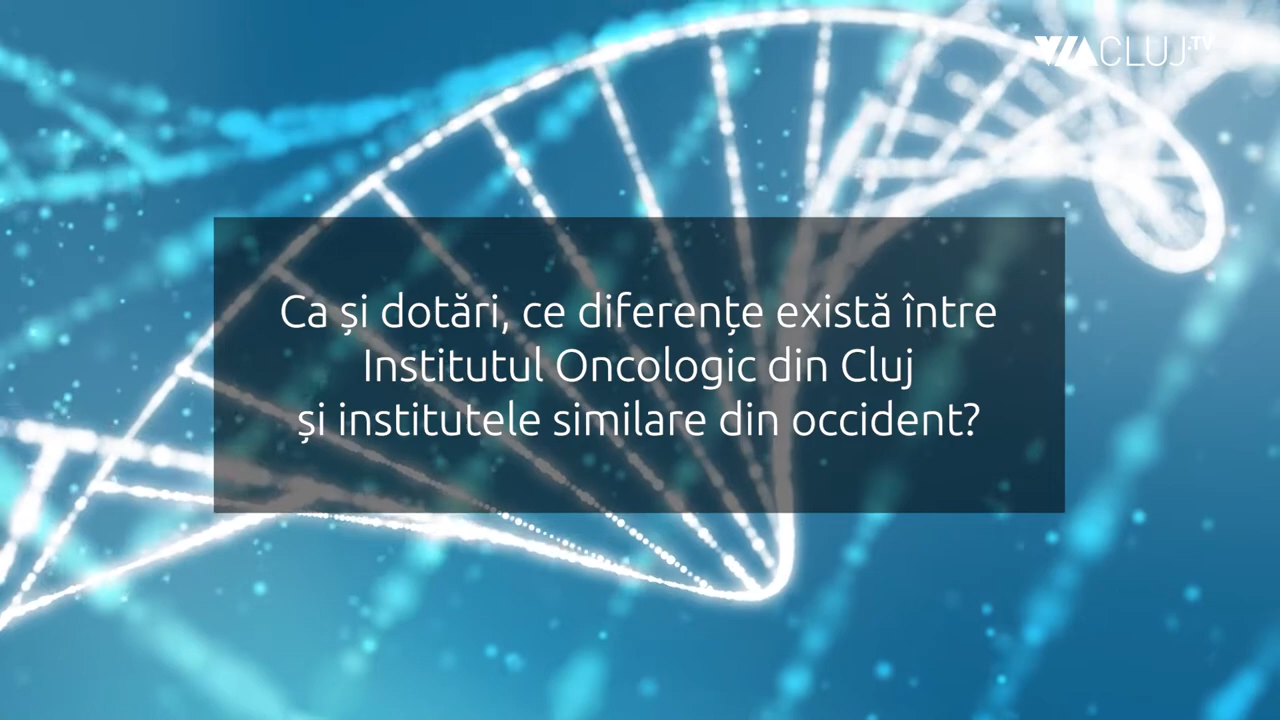 VIACLUJ.TV
Ca și dotări, ce diferențe există între
Institutul Oncologic din Cluj
și institutele similare din occident?